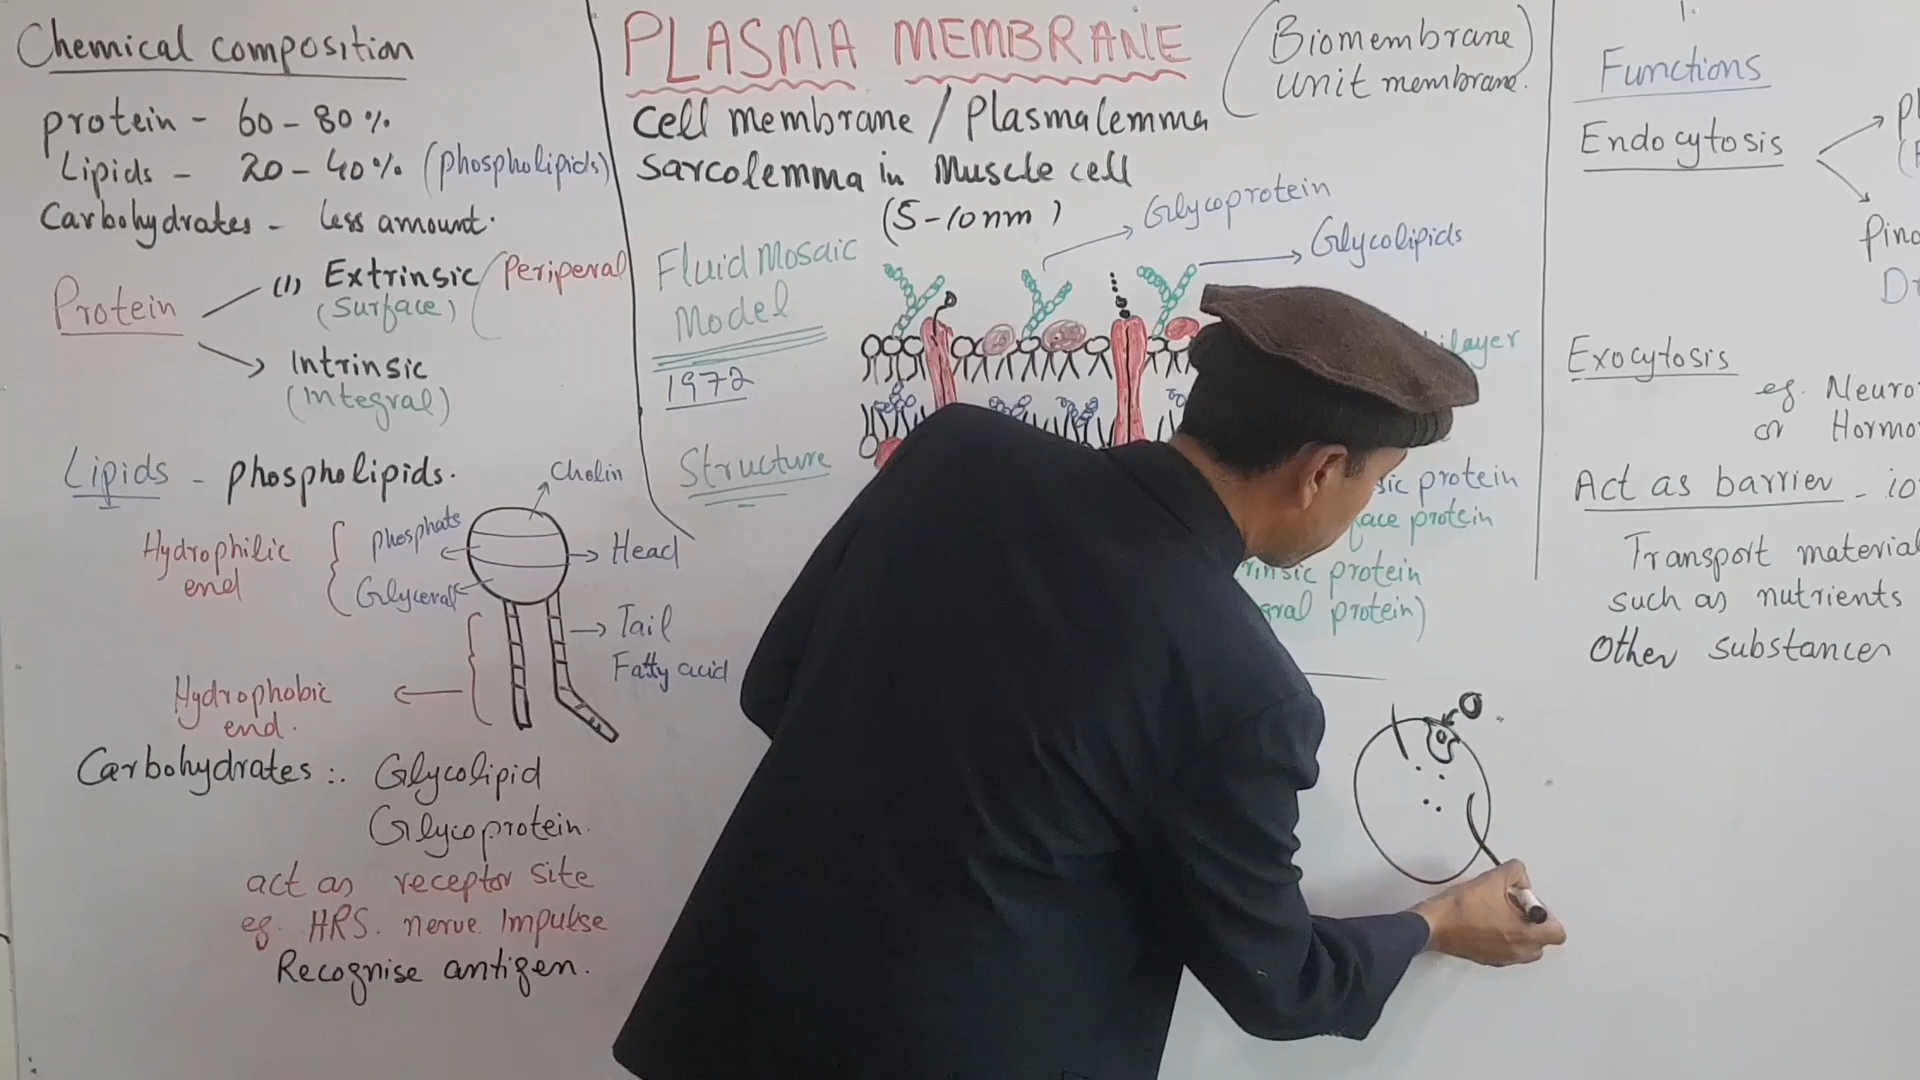 Chemical composition
protein - 60 - 80 %
Lipids - 20 - 40 % (phospholipids)
Carbohydrates - less amount.
Protein
(1) Extrinsic (Periperal
(Surface)
Intrinsic
(integral)
Lipids - phospholipids.
Cholin
phosphate
Head
Hydrophilic
end
Glyceral
Tail
Fatty acid
Hydrophobic
end.
Carbohydrates :. Glycolipid
Glycoprotein.
act as receptor site
eg. HRS. nerve impulse
Recognise antigen.
PLASMA MEMBRANE
(Biomembrane)
unit membrane.
Cell membrane / Plasmalemma
Sarcolemma in Muscle cell
(5-10nm)
Glycoprotein
Glycolipids
Fluid Mosaic
Model
1972
Structure
ilayer
sic protein
face protein
rinsic protein
gral protein)
1.
Functions
Endocytosis
Pino
Exocytosis
eg. Neuro
or Hormo
Act as barrier - io
Transport material
such as nutrients
Other substances